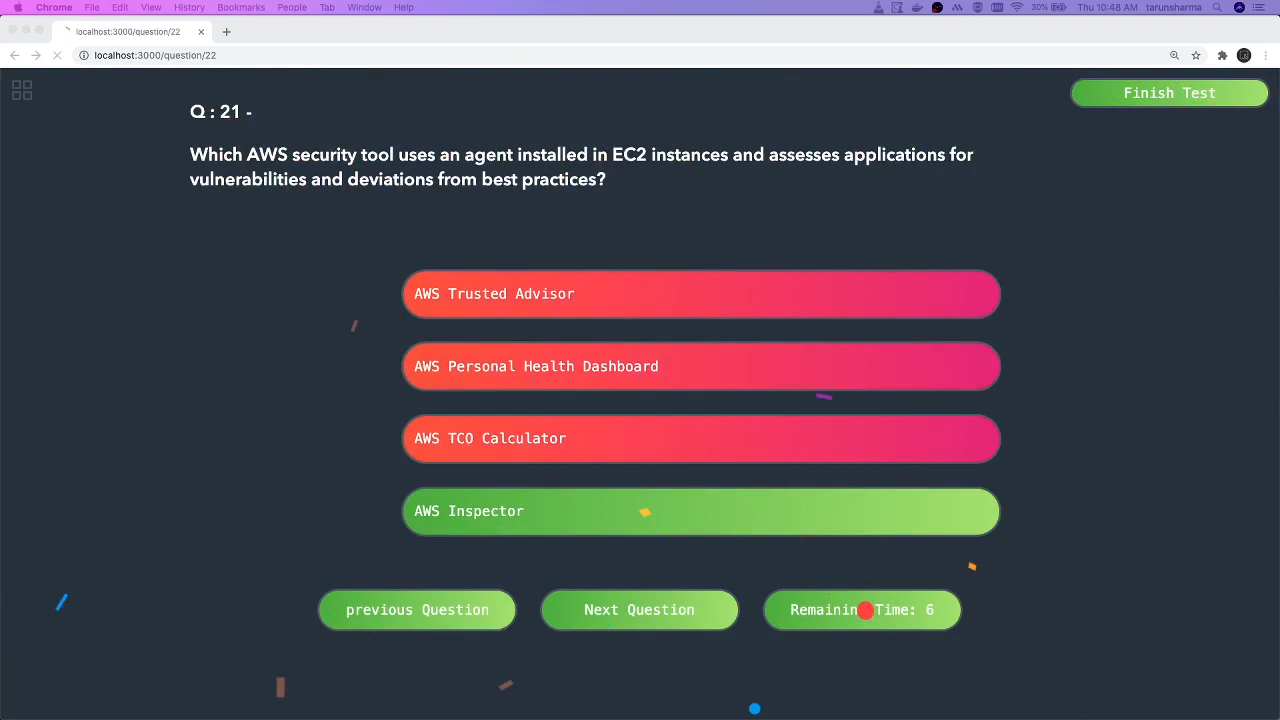 Chrome File Edit View History Bookmarks People Tab Window Help 30% Thu 10:48 AM tarunsharma
localhost:3000/question/22
localhost:3000/question/22
Finish Test
Q : 21 -
Which AWS security tool uses an agent installed in EC2 instances and assesses applications for
vulnerabilities and deviations from best practices?
AWS Trusted Advisor
AWS Personal Health Dashboard
AWS TCO Calculator
AWS Inspector
previous Question
Next Question
Remaining Time: 6